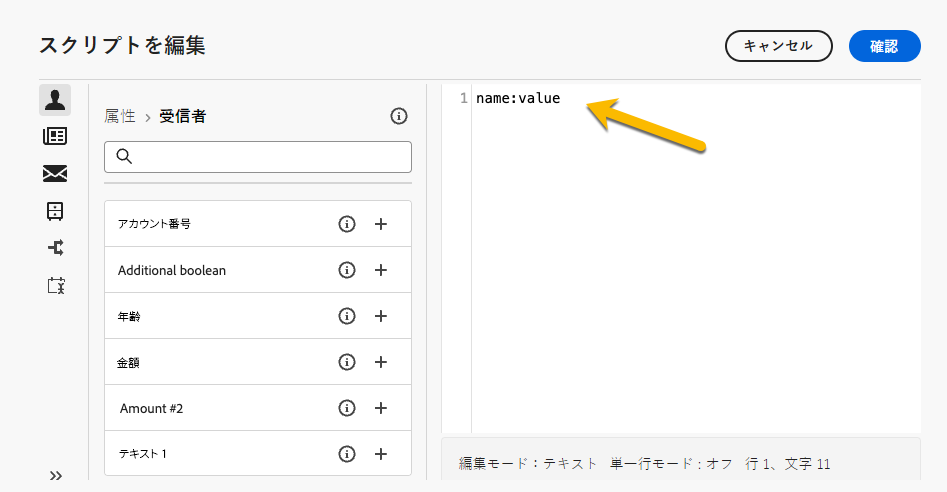 スクリプトを編集
キャンセル
確認
属性 > 受信者
アカウント番号
Additional boolean
年齢
金額
Amount #2
テキスト 1
1 name:value
編集モード：テキスト 単一行モード : オフ 行 1、文字 11